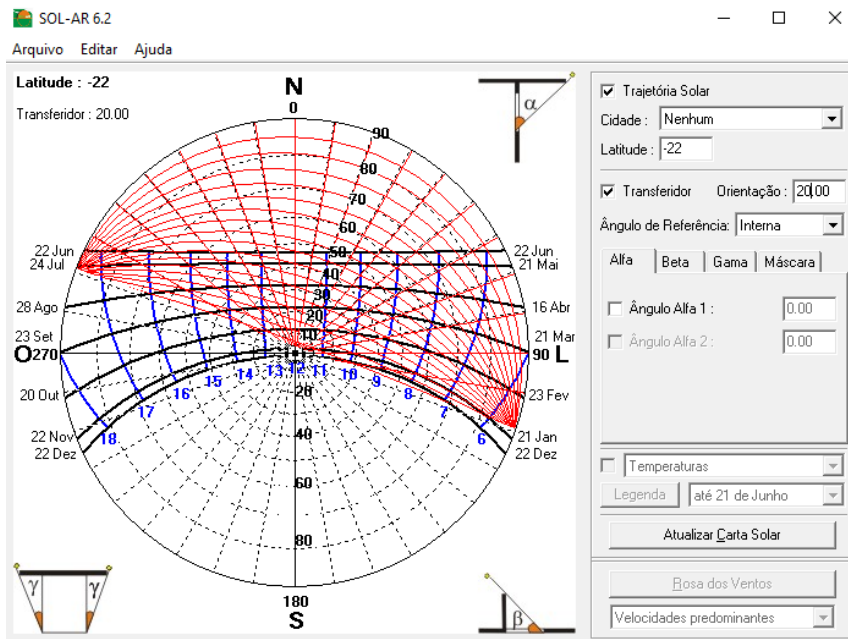 SOL-AR 6.2
Arquivo Editar Ajuda
Latitude : -22
Transferidor : 20.00
N
0
90
80
70
60
50
40
30
20
10
α
22 Jun
24 Jul
28 Ago
23 Set
O 270
20 Out
22 Nov
22 Dez
22 Jun
21 Mai
16 Abr
21 Mar
90 L
23 Fev
21 Jan
22 Dez
18 17 16 15 14 13 12 11 10 9 8 7 6
20
40
60
80
180
S
γ γ
β
Trajetória Solar
Cidade : Nenhum
Latitude : -22
Transferidor Orientação : 20.00
Ângulo de Referência: Interna
Alfa Beta Gama Máscara
Ângulo Alfa 1 : 0.00
Ângulo Alfa 2 : 0.00
Temperaturas
Legenda até 21 de Junho
Atualizar Carta Solar
Rosa dos Ventos
Velocidades predominantes